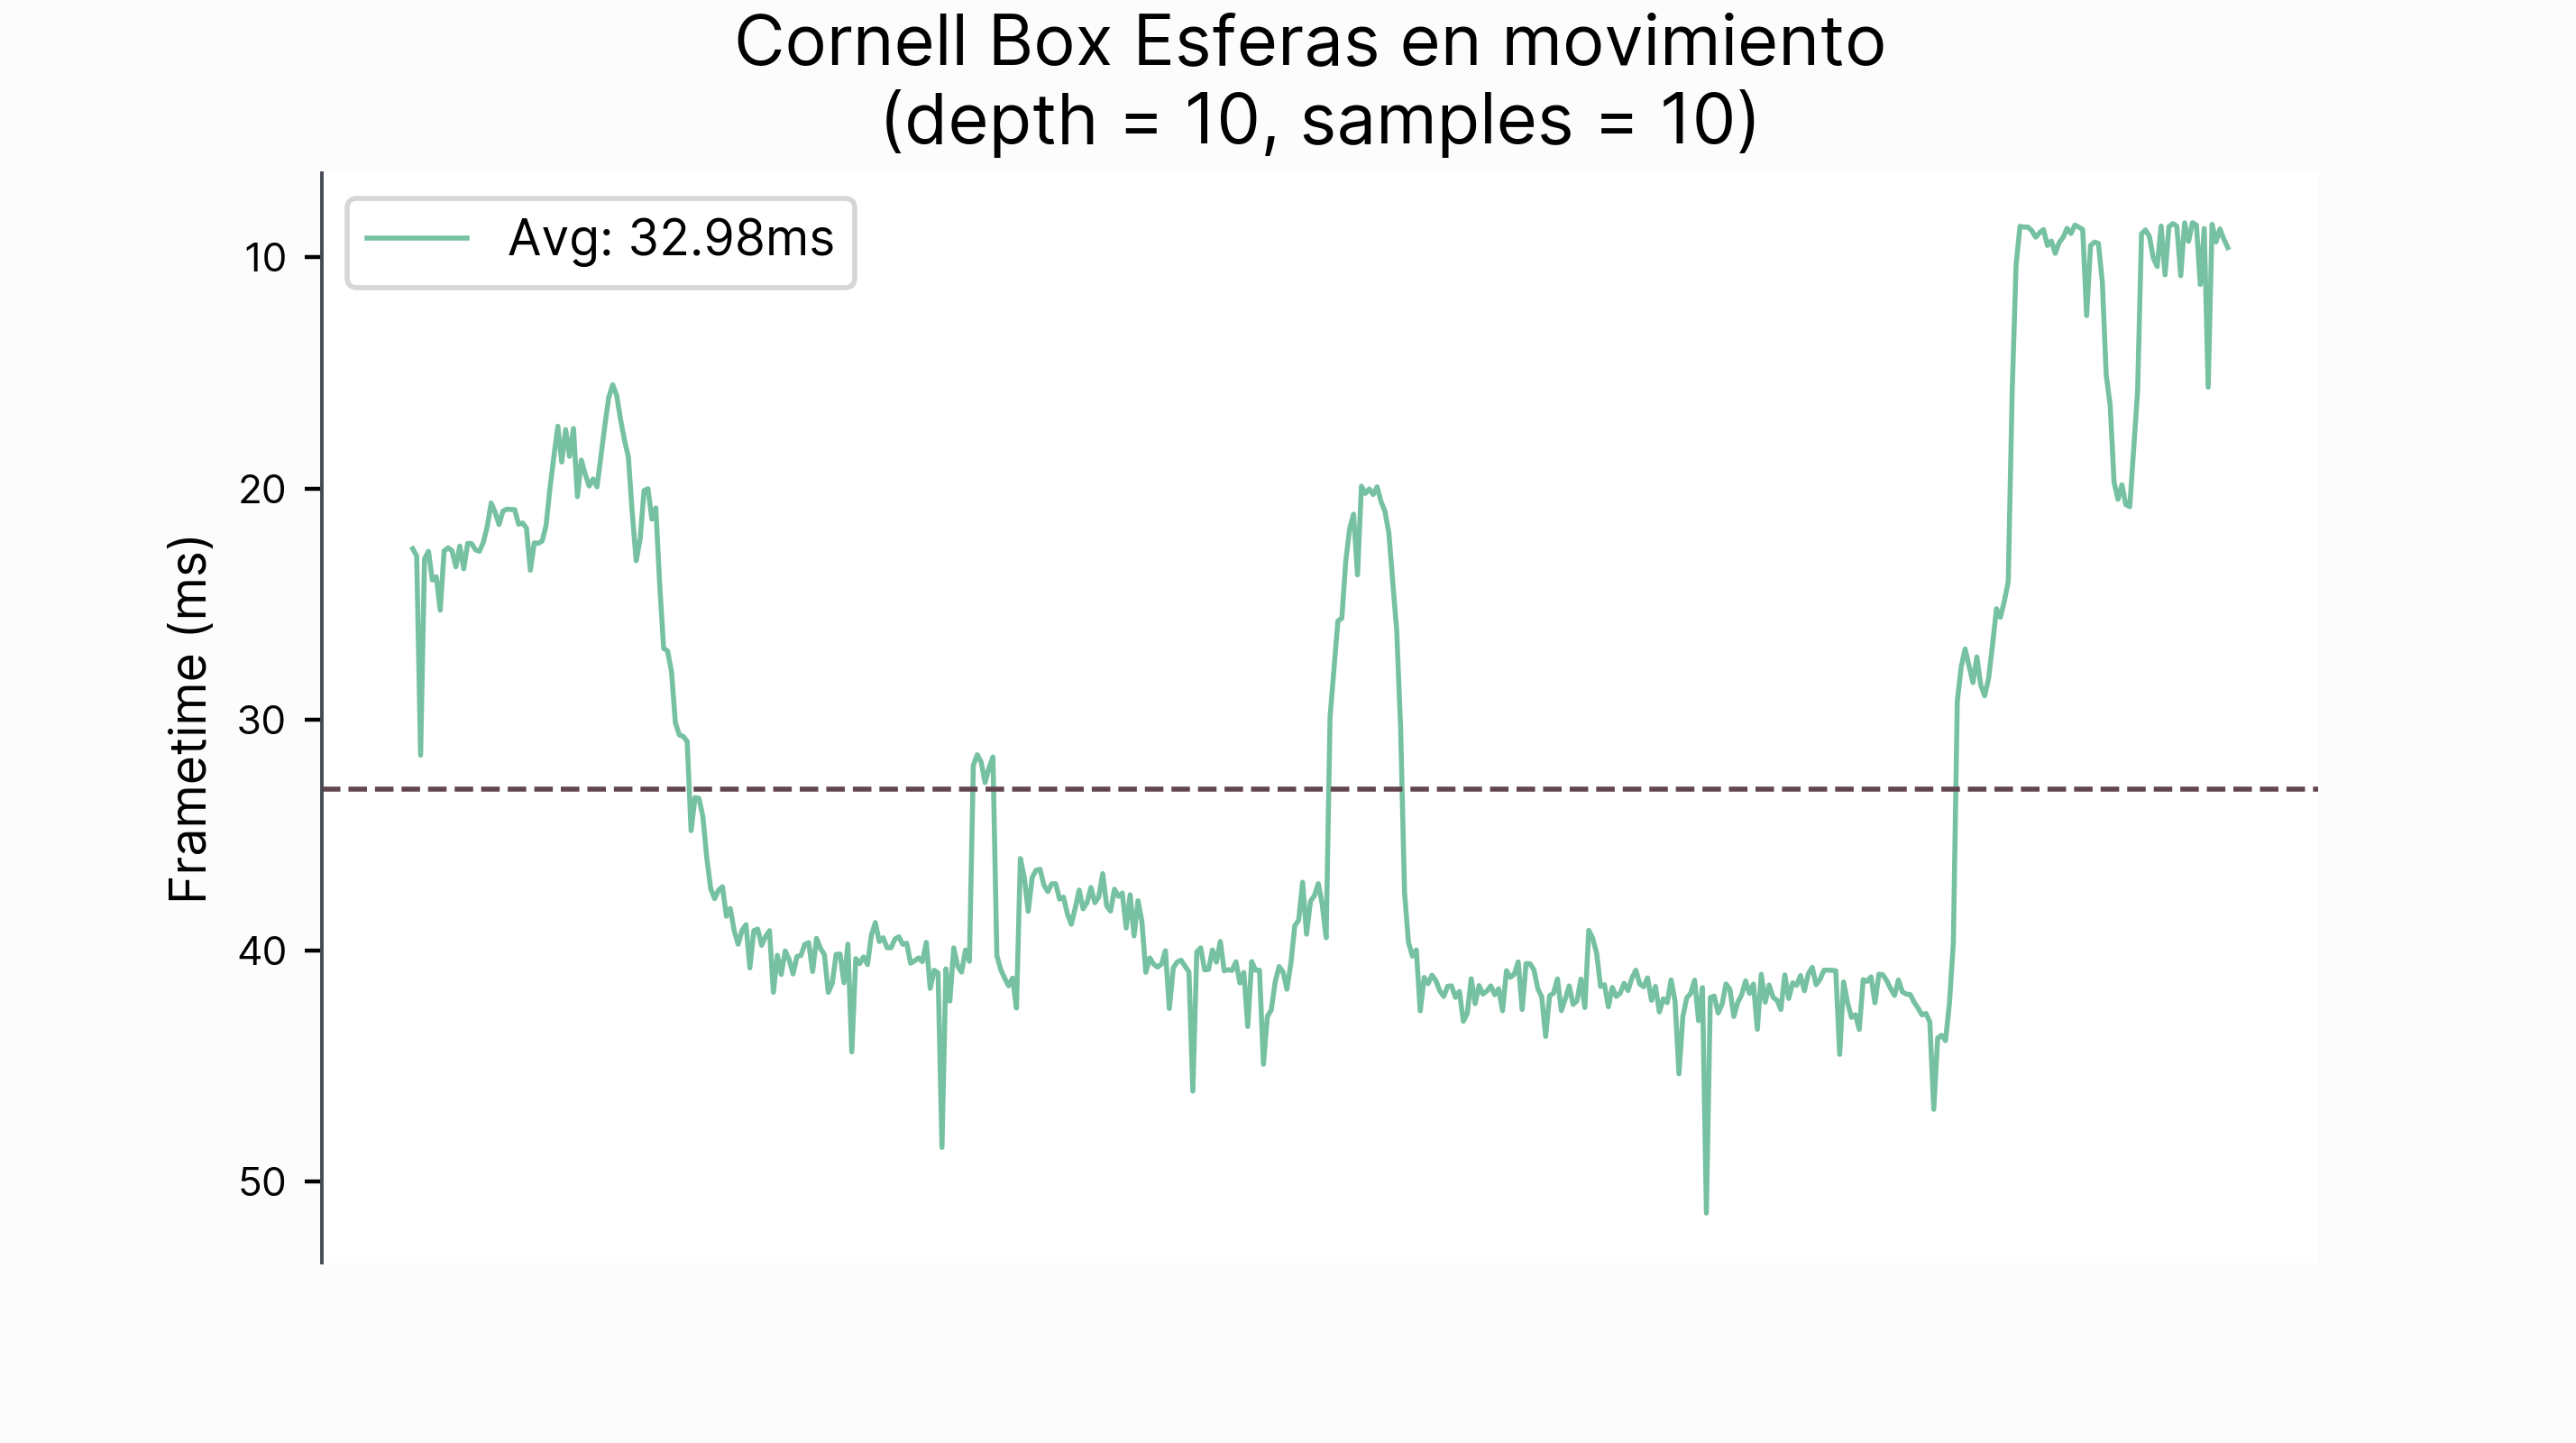 Cornell Box Esferas en movimiento
(depth = 10, samples = 10)
Avg: 32.98ms
Frametime (ms)
10
20
30
40
50